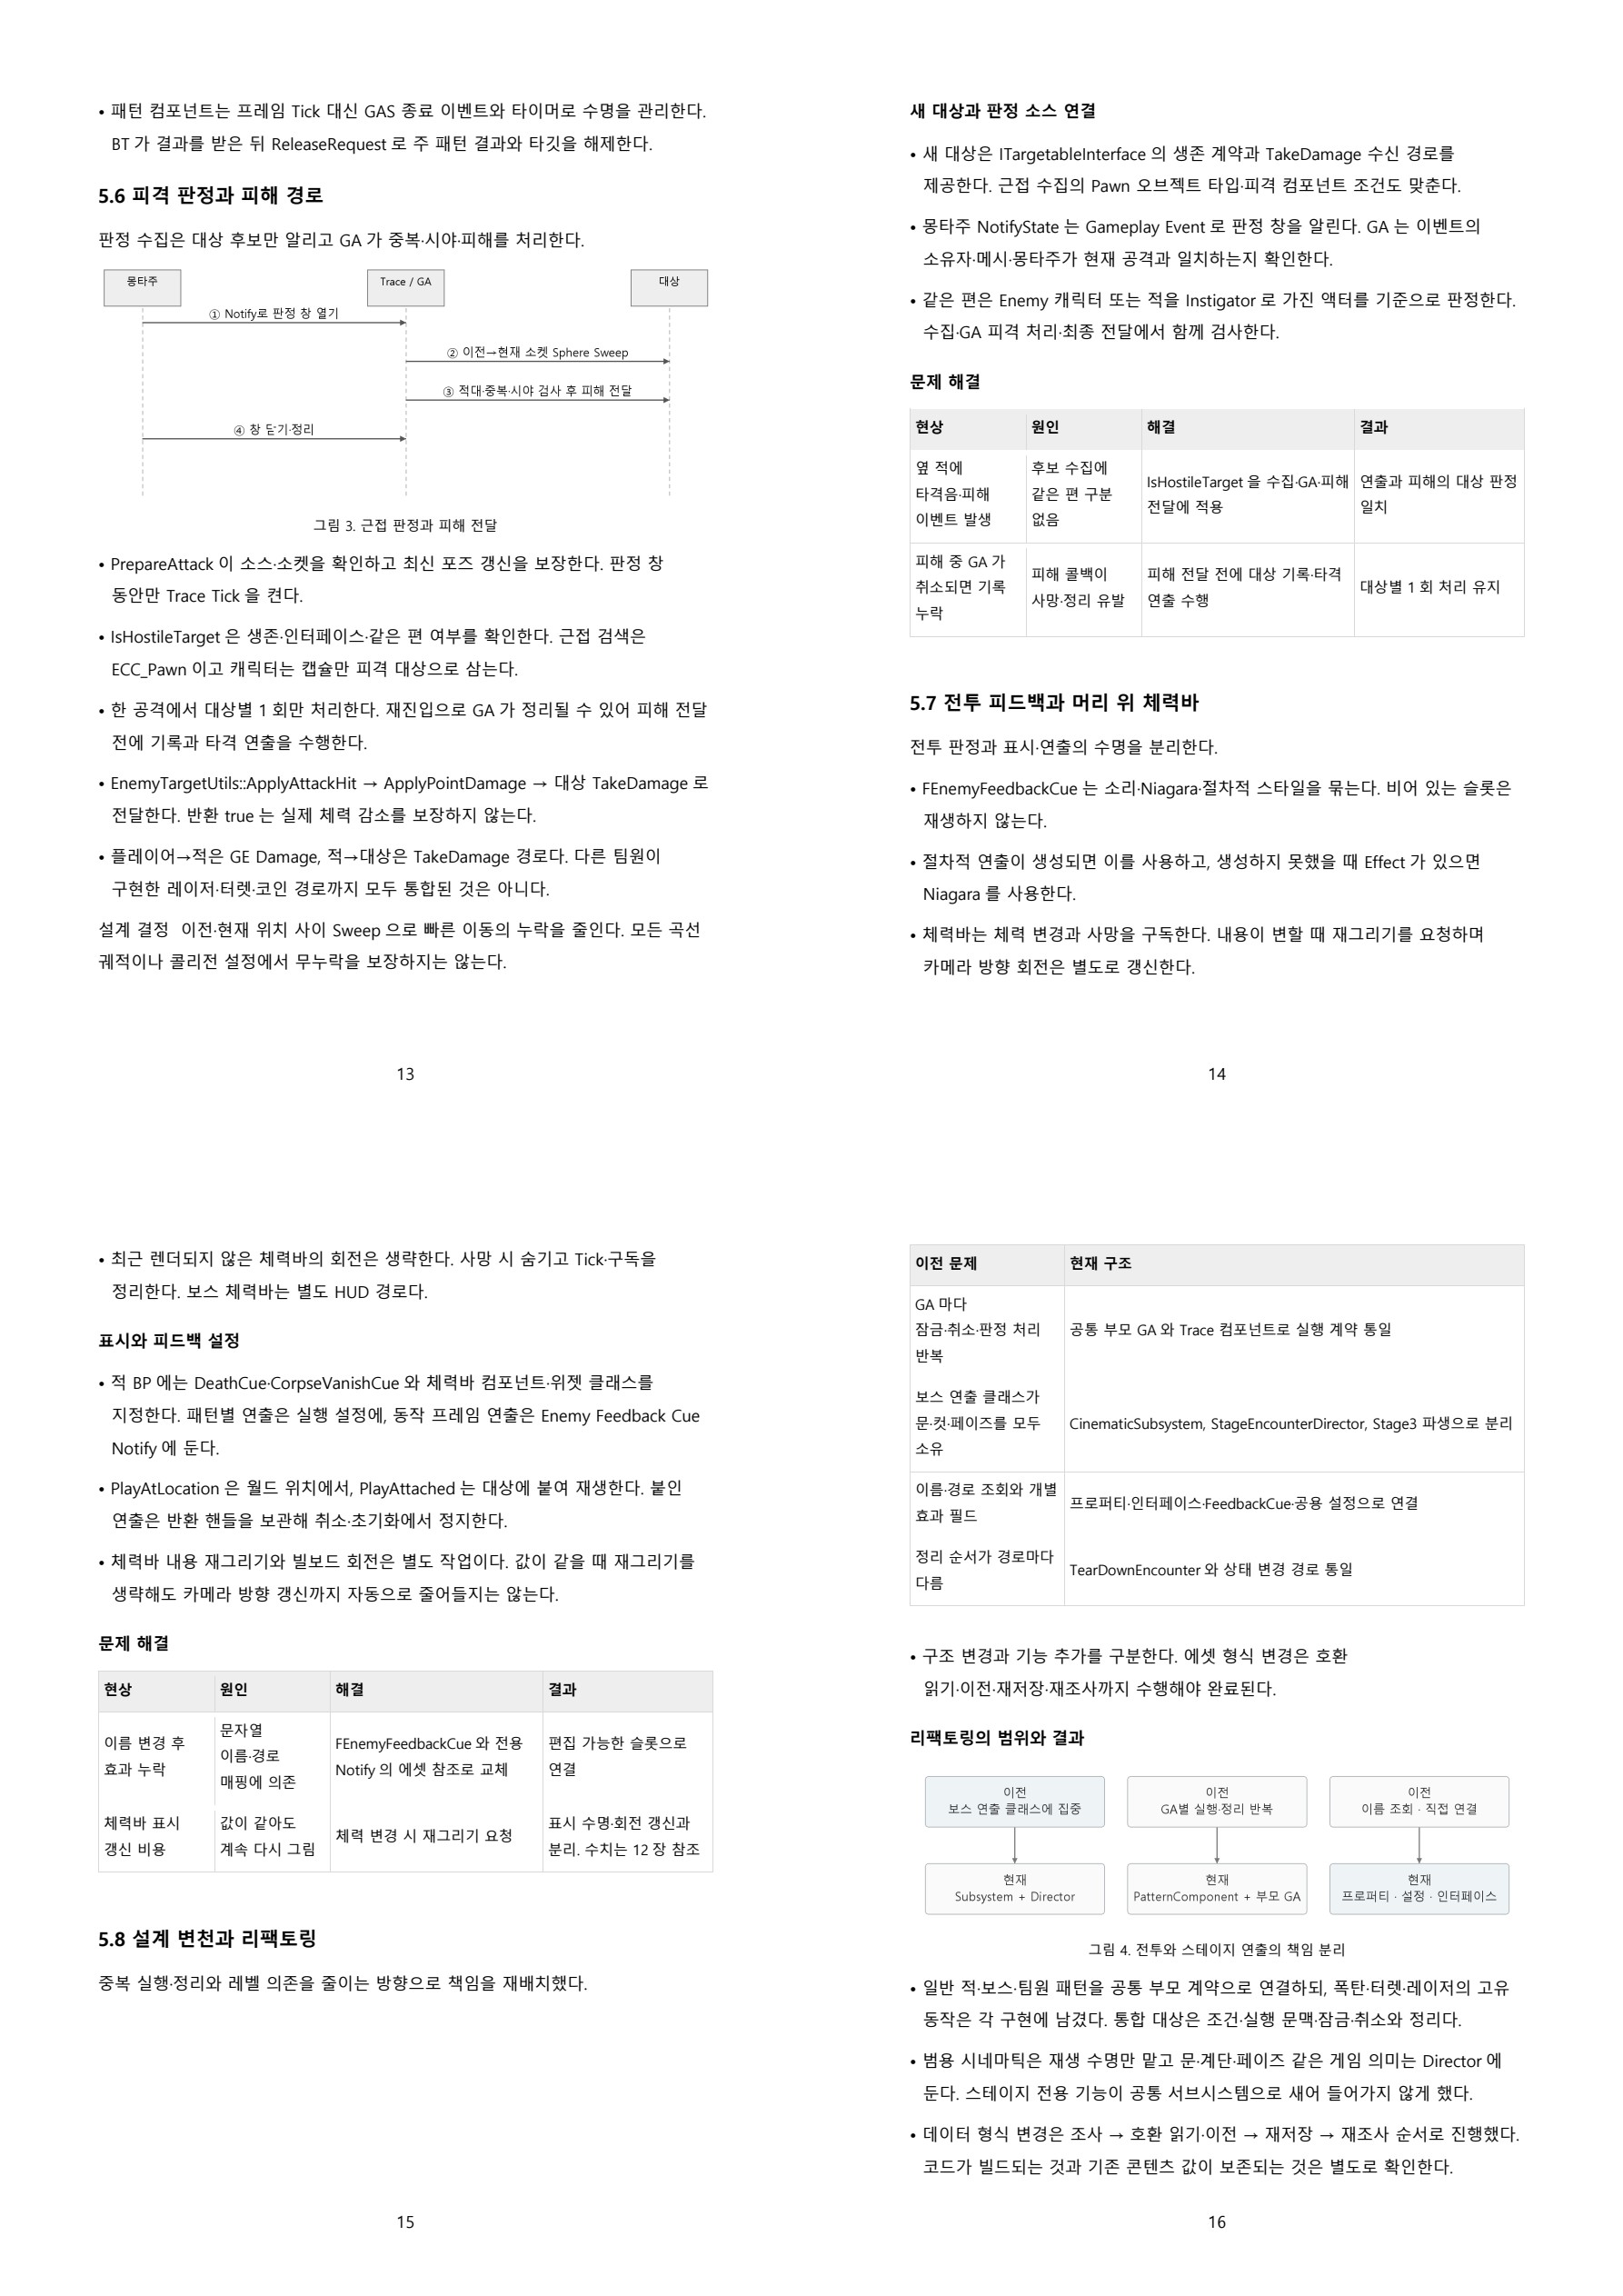 • 패턴 컴포넌트는 프레임 Tick 대신 GAS 종료 이벤트와 타이머로 수명을 관리한다.
BT 가 결과를 받은 뒤 ReleaseRequest 로 주 패턴 결과와 타깃을 해제한다.
5.6 피격 판정과 피해 경로
판정 수집은 대상 후보만 알리고 GA 가 중복·시야·피해를 처리한다.
몽타주
Trace / GA
대상
① Notify로 판정 창 열기
② 이전→현재 소켓 Sphere Sweep
③ 적대·중복·시야 검사 후 피해 전달
④ 창 닫기·정리
그림 3. 근접 판정과 피해 전달
• PrepareAttack 이 소스·소켓을 확인하고 최신 포즈 갱신을 보장한다. 판정 창
동안만 Trace Tick 을 켠다.
• IsHostileTarget 은 생존·인터페이스·같은 편 여부를 확인한다. 근접 검색은
ECC_Pawn 이고 캐릭터는 캡슐만 피격 대상으로 삼는다.
• 한 공격에서 대상별 1 회만 처리한다. 재진입으로 GA 가 정리될 수 있어 피해 전달
전에 기록과 타격 연출을 수행한다.
• EnemyTargetUtils::ApplyAttackHit → ApplyPointDamage → 대상 TakeDamage 로
전달한다. 반환 true 는 실제 체력 감소를 보장하지 않는다.
• 플레이어→적은 GE Damage, 적→대상은 TakeDamage 경로다. 다른 팀원이
구현한 레이저·터렛·코인 경로까지 모두 통합된 것은 아니다.
설계 결정 이전·현재 위치 사이 Sweep 으로 빠른 이동의 누락을 줄인다. 모든 곡선
궤적이나 콜리전 설정에서 무누락을 보장하지는 않는다.
13
새 대상과 판정 소스 연결
• 새 대상은 ITargetableInterface 의 생존 계약과 TakeDamage 수신 경로를
제공한다. 근접 수집의 Pawn 오브젝트 타입·피격 컴포넌트 조건도 맞춘다.
• 몽타주 NotifyState 는 Gameplay Event 로 판정 창을 알린다. GA 는 이벤트의
소유자·메시·몽타주가 현재 공격과 일치하는지 확인한다.
• 같은 편은 Enemy 캐릭터 또는 적을 Instigator 로 가진 액터를 기준으로 판정한다.
수집·GA 피격 처리·최종 전달에서 함께 검사한다.
문제 해결
현상 원인 해결 결과
옆 적에
타격음·피해
이벤트 발생
후보 수집에
같은 편 구분
없음
IsHostileTarget 을 수집·GA·피해
전달에 적용
연출과 피해의 대상 판정
일치
피해 중 GA 가
취소되면 기록
누락
피해 콜백이
사망·정리 유발
피해 전달 전에 대상 기록·타격
연출 수행
대상별 1 회 처리 유지
5.7 전투 피드백과 머리 위 체력바
전투 판정과 표시·연출의 수명을 분리한다.
• FEnemyFeedbackCue 는 소리·Niagara·절차적 스타일을 묶는다. 비어 있는 슬롯은
재생하지 않는다.
• 절차적 연출이 생성되면 이를 사용하고, 생성하지 못했을 때 Effect 가 있으면
Niagara 를 사용한다.
• 체력바는 체력 변경과 사망을 구독한다. 내용이 변할 때 재그리기를 요청하며
카메라 방향 회전은 별도로 갱신한다.
14
• 최근 렌더되지 않은 체력바의 회전은 생략한다. 사망 시 숨기고 Tick·구독을
정리한다. 보스 체력바는 별도 HUD 경로다.
표시와 피드백 설정
• 적 BP 에는 DeathCue·CorpseVanishCue 와 체력바 컴포넌트·위젯 클래스를
지정한다. 패턴별 연출은 실행 설정에, 동작 프레임 연출은 Enemy Feedback Cue
Notify 에 둔다.
• PlayAtLocation 은 월드 위치에서, PlayAttached 는 대상에 붙여 재생한다. 붙인
연출은 반환 핸들을 보관해 취소·초기화에서 정지한다.
• 체력바 내용 재그리기와 빌보드 회전은 별도 작업이다. 값이 같을 때 재그리기를
생략해도 카메라 방향 갱신까지 자동으로 줄어들지는 않는다.
문제 해결
현상 원인 해결 결과
이름 변경 후
효과 누락
문자열
이름·경로
매핑에 의존
FEnemyFeedbackCue 와 전용
Notify 의 에셋 참조로 교체
편집 가능한 슬롯으로
연결
체력바 표시
갱신 비용
값이 같아도
계속 다시 그림
체력 변경 시 재그리기 요청
표시 수명·회전 갱신과
분리. 수치는 12 장 참조
5.8 설계 변천과 리팩토링
중복 실행·정리와 레벨 의존을 줄이는 방향으로 책임을 재배치했다.
15
이전 문제 현재 구조
GA 마다
잠금·취소·판정 처리
반복
공통 부모 GA 와 Trace 컴포넌트로 실행 계약 통일
보스 연출 클래스가
문·컷·페이즈를 모두
소유
CinematicSubsystem, StageEncounterDirector, Stage3 파생으로 분리
이름·경로 조회와 개별
효과 필드
프로퍼티·인터페이스·FeedbackCue·공용 설정으로 연결
정리 순서가 경로마다
다름
TearDownEncounter 와 상태 변경 경로 통일
• 구조 변경과 기능 추가를 구분한다. 에셋 형식 변경은 호환
읽기·이전·재저장·재조사까지 수행해야 완료된다.
리팩토링의 범위와 결과
이전
보스 연출 클래스에 집중
이전
GA별 실행·정리 반복
이전
이름 조회 · 직접 연결
현재
Subsystem + Director
현재
PatternComponent + 부모 GA
현재
프로퍼티 · 설정 · 인터페이스
그림 4. 전투와 스테이지 연출의 책임 분리
• 일반 적·보스·팀원 패턴을 공통 부모 계약으로 연결하되, 폭탄·터렛·레이저의 고유
동작은 각 구현에 남겼다. 통합 대상은 조건·실행 문맥·잠금·취소와 정리다.
• 범용 시네마틱은 재생 수명만 맡고 문·계단·페이즈 같은 게임 의미는 Director 에
둔다. 스테이지 전용 기능이 공통 서브시스템으로 새어 들어가지 않게 했다.
• 데이터 형식 변경은 조사 → 호환 읽기·이전 → 재저장 → 재조사 순서로 진행했다.
코드가 빌드되는 것과 기존 콘텐츠 값이 보존되는 것은 별도로 확인한다.
16